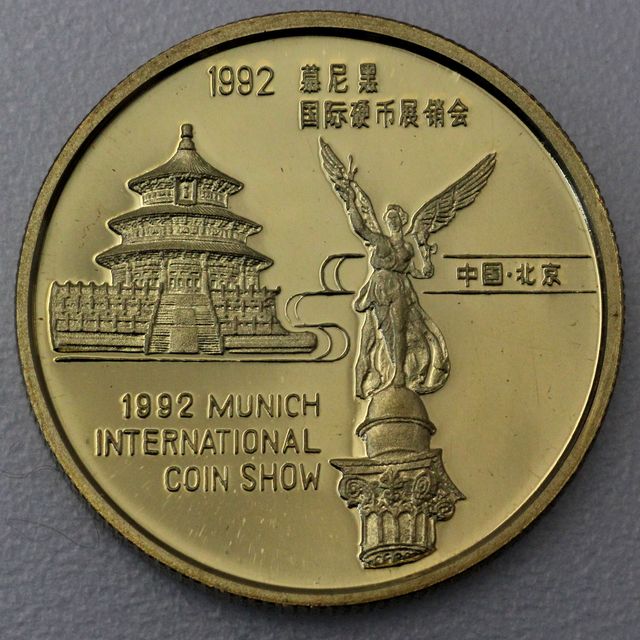 1992 慕尼黑
国际硬币展销会
中国·北京
1992 MUNICH
INTERNATIONAL
COIN SHOW